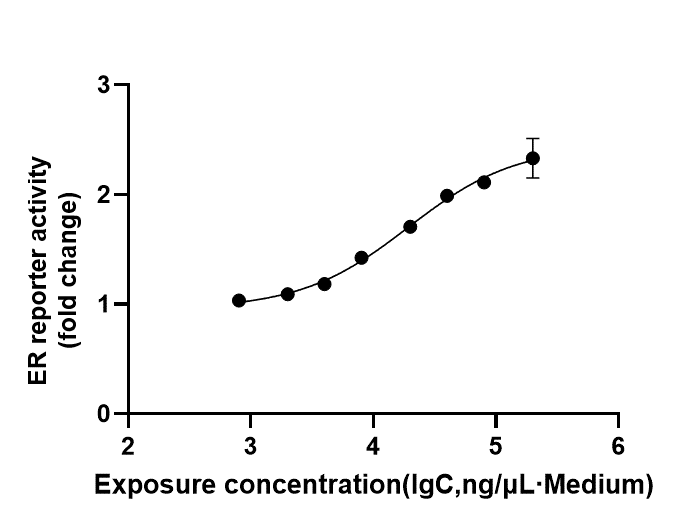 3
2
1
0
ER reporter activity
(fold change)
2 3 4 5 6
Exposure concentration(lgC,ng/μL·Medium)